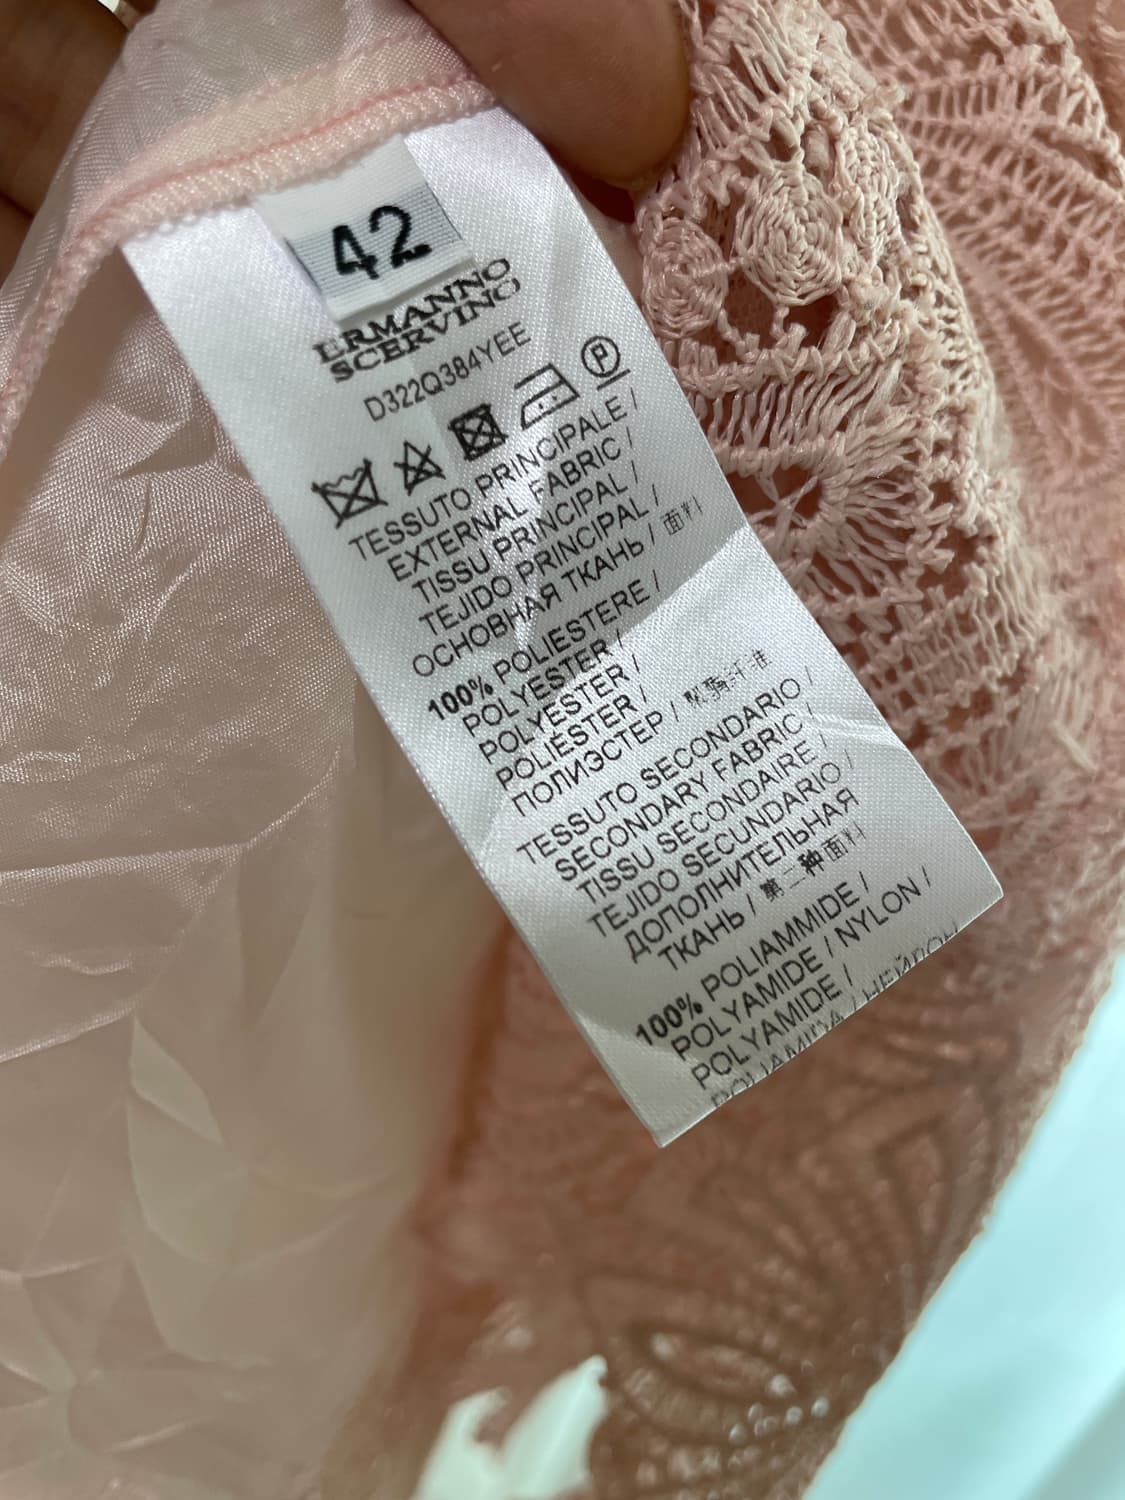 42
ERMANNO
SCERVINO
D322Q384YEE
P
TESSUTO PRINCIPALE /
EXTERNAL FABRIC /
TISSU PRINCIPAL /
TEJIDO PRINCIPAL /
ОСНОВНАЯ ТКАНЬ / 面料
100% POLIESTERE /
POLYESTER /
POLYESTER /
POLIÉSTER /
ПОЛИЭСТЕР /
TESSUTO SECONDARIO /
SECONDARY FABRIC /
TISSU SECONDAIRE /
TEJIDO SECUNDARIO /
ДОПОЛНИТЕЛЬНАЯ
ТКАНЬ / 第二种面料
100% POLIAMMIDE /
POLYAMIDE / NYLON /
POLYAMIDE /
POLIAMIDA / НЕЙЛОН